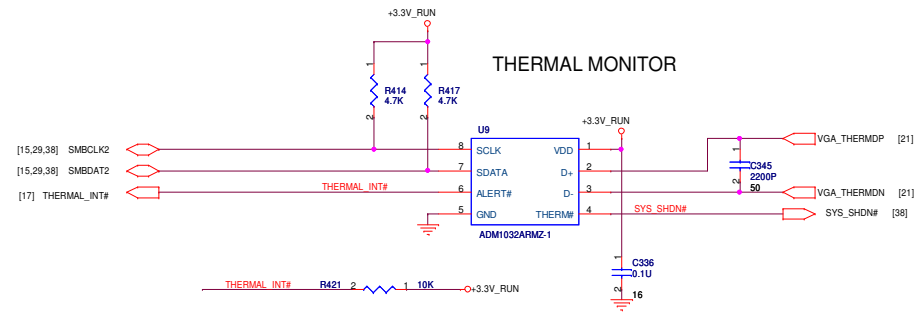 +3.3V_RUN
THERMAL MONITOR
1 1
R414 R417
4.7K 4.7K
2 2
+3.3V_RUN
U9
[15,29,38] SMBCLK2 8 SCLK VDD 1 VGA_THERMDP [21]
1
[15,29,38] SMBDAT2 7 SDATA D+ 2 C345
2200P
[17] THERMAL_INT# THERMAL_INT# 6 ALERT# D- 3 2 50 VGA_THERMDN [21]
5 GND THERM# 4 SYS_SHDN# SYS_SHDN# [38]
ADM1032ARMZ-1
1 C336
0.1U
2 16
THERMAL_INT# R421 2 1 10K +3.3V_RUN